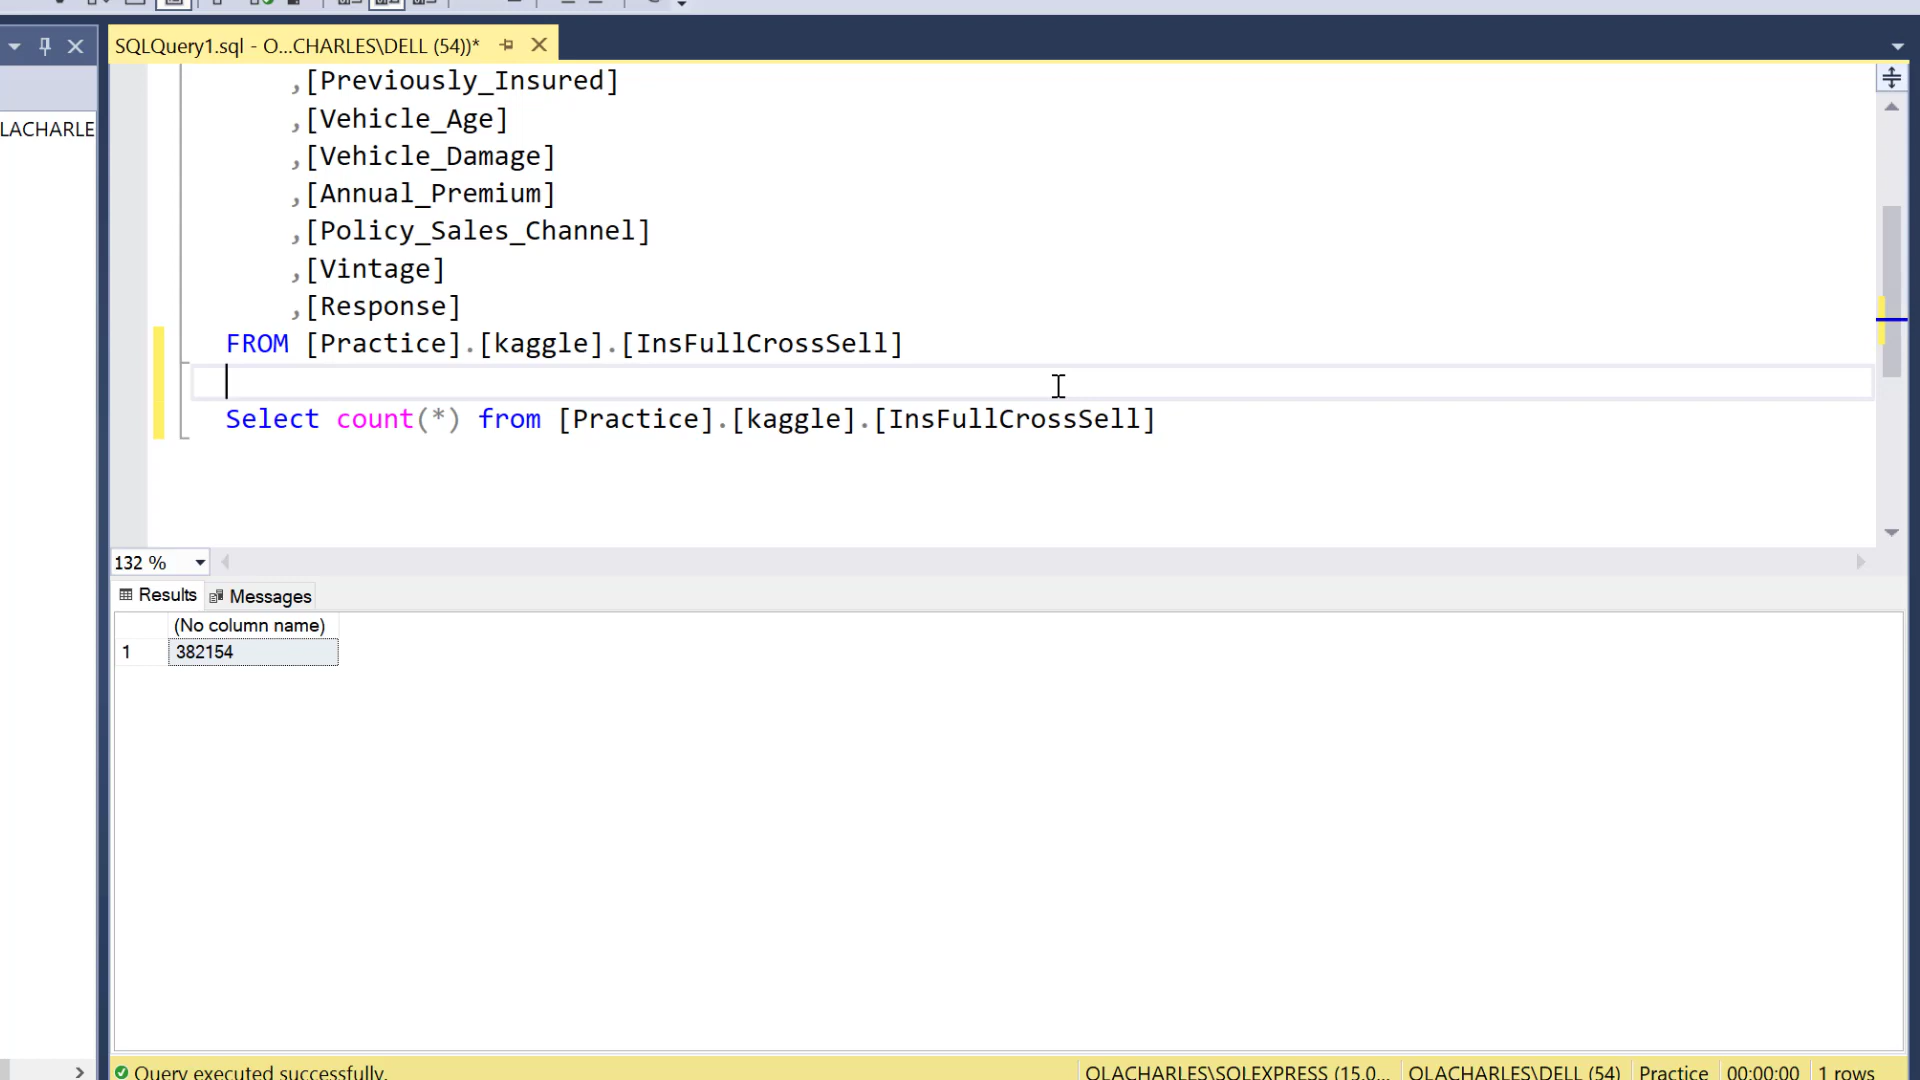 SQLQuery1.sql - O...CHARLES\DELL (54))*
LACHARLE
,[Previously_Insured]
,[Vehicle_Age]
,[Vehicle_Damage]
,[Annual_Premium]
,[Policy_Sales_Channel]
,[Vintage]
,[Response]
FROM [Practice].[kaggle].[InsFullCrossSell]
Select count(*) from [Practice].[kaggle].[InsFullCrossSell]
132 %
Results Messages
(No column name)
1 382154
Query executed successfully. OLACHARLES\SQLEXPRESS (15.0... OLACHARLES\DELL (54) Practice 00:00:00 1 rows